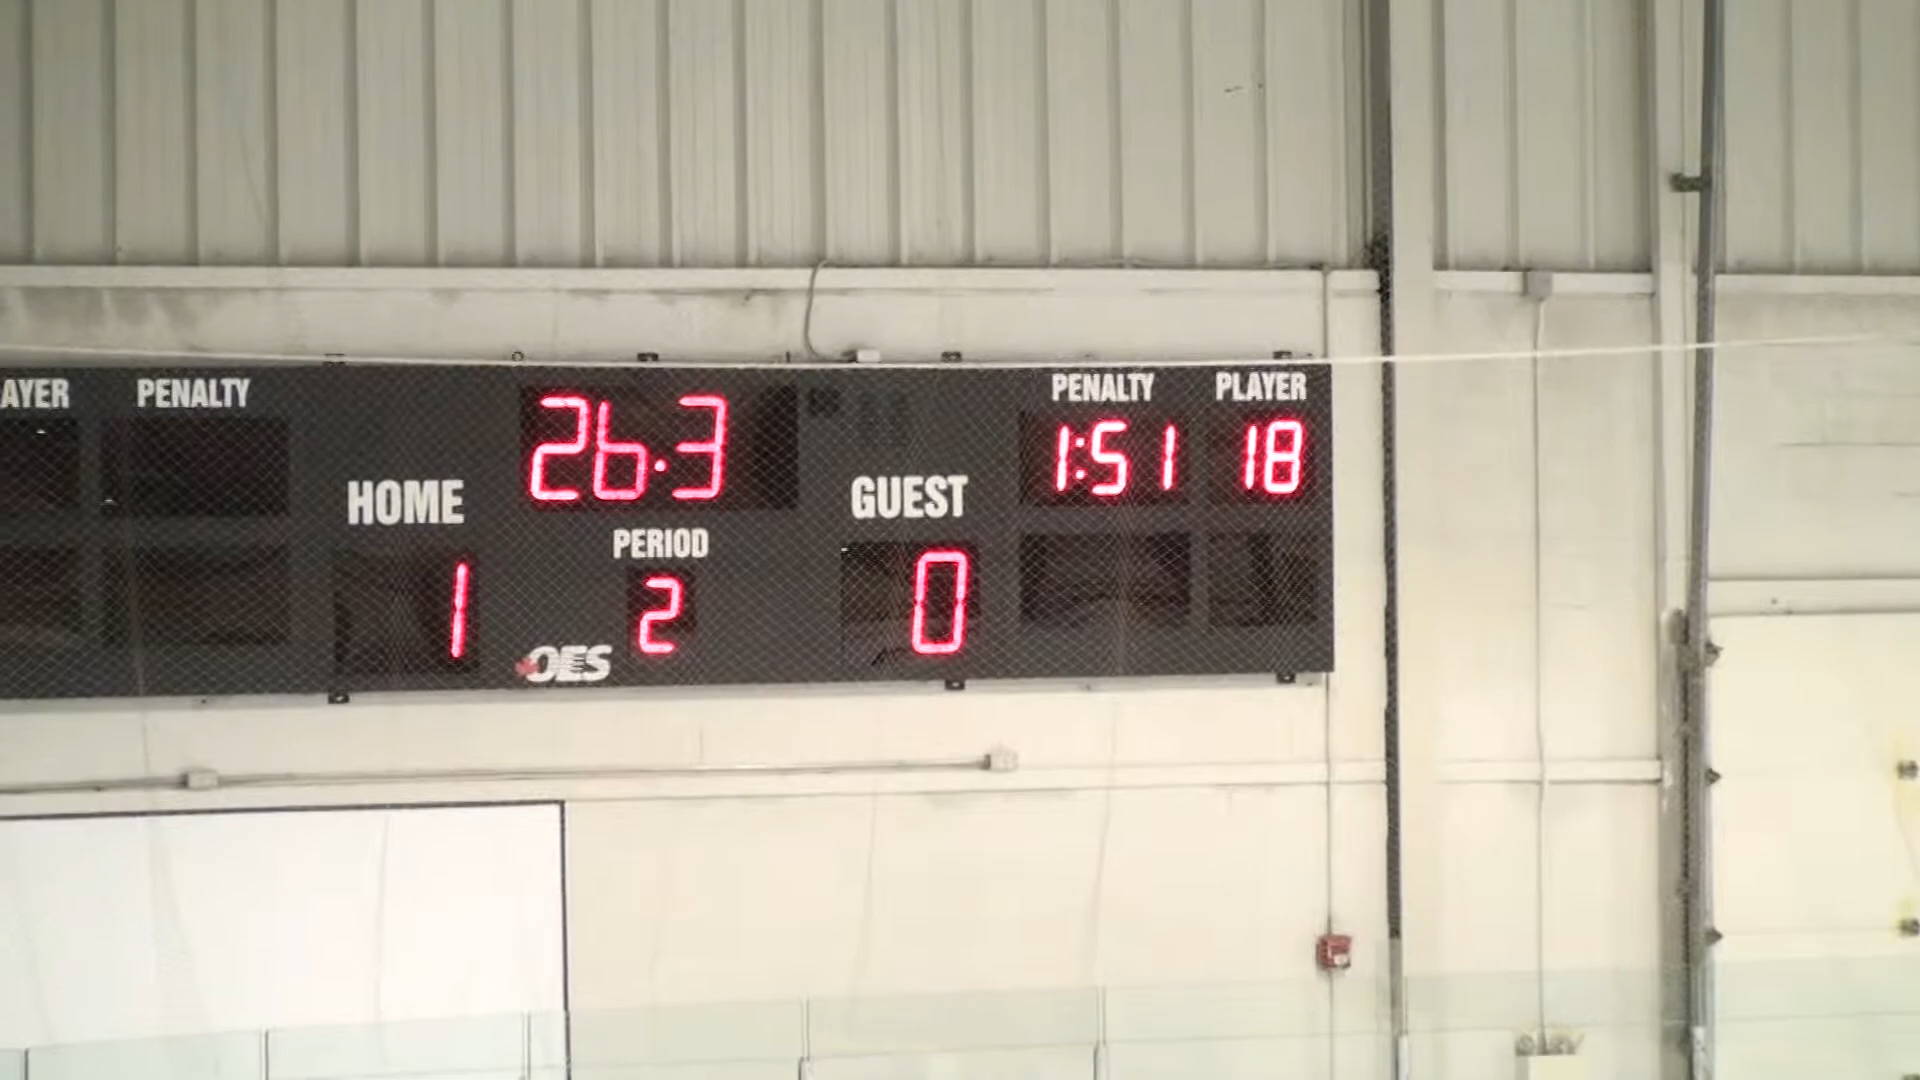 AYER PENALTY
26.3
PENALTY PLAYER
1:51 18
HOME
GUEST
PERIOD
1
2
0
OES